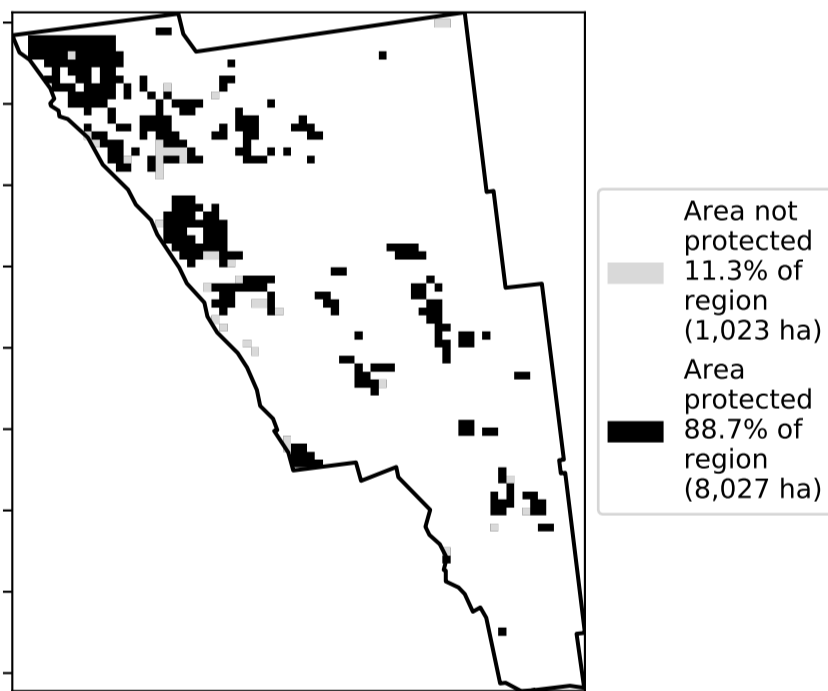 Area not
protected
11.3% of
region
(1,023 ha)
Area
protected
88.7% of
region
(8,027 ha)